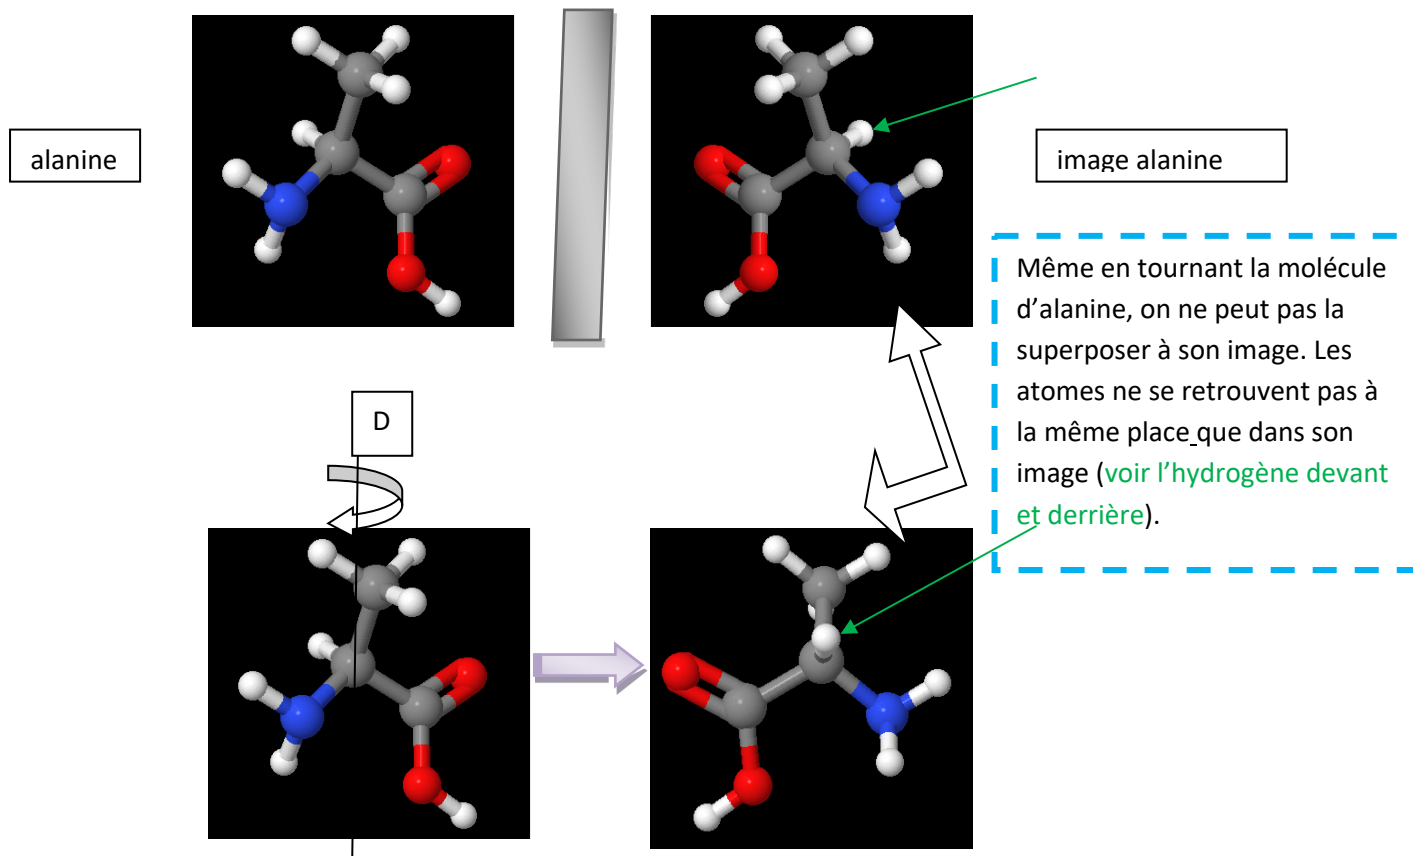 alanine
image alanine
Même en tournant la molécule
d’alanine, on ne peut pas la
superposer à son image. Les
atomes ne se retrouvent pas à
la même place que dans son
image (voir l’hydrogène devant
et derrière).
D